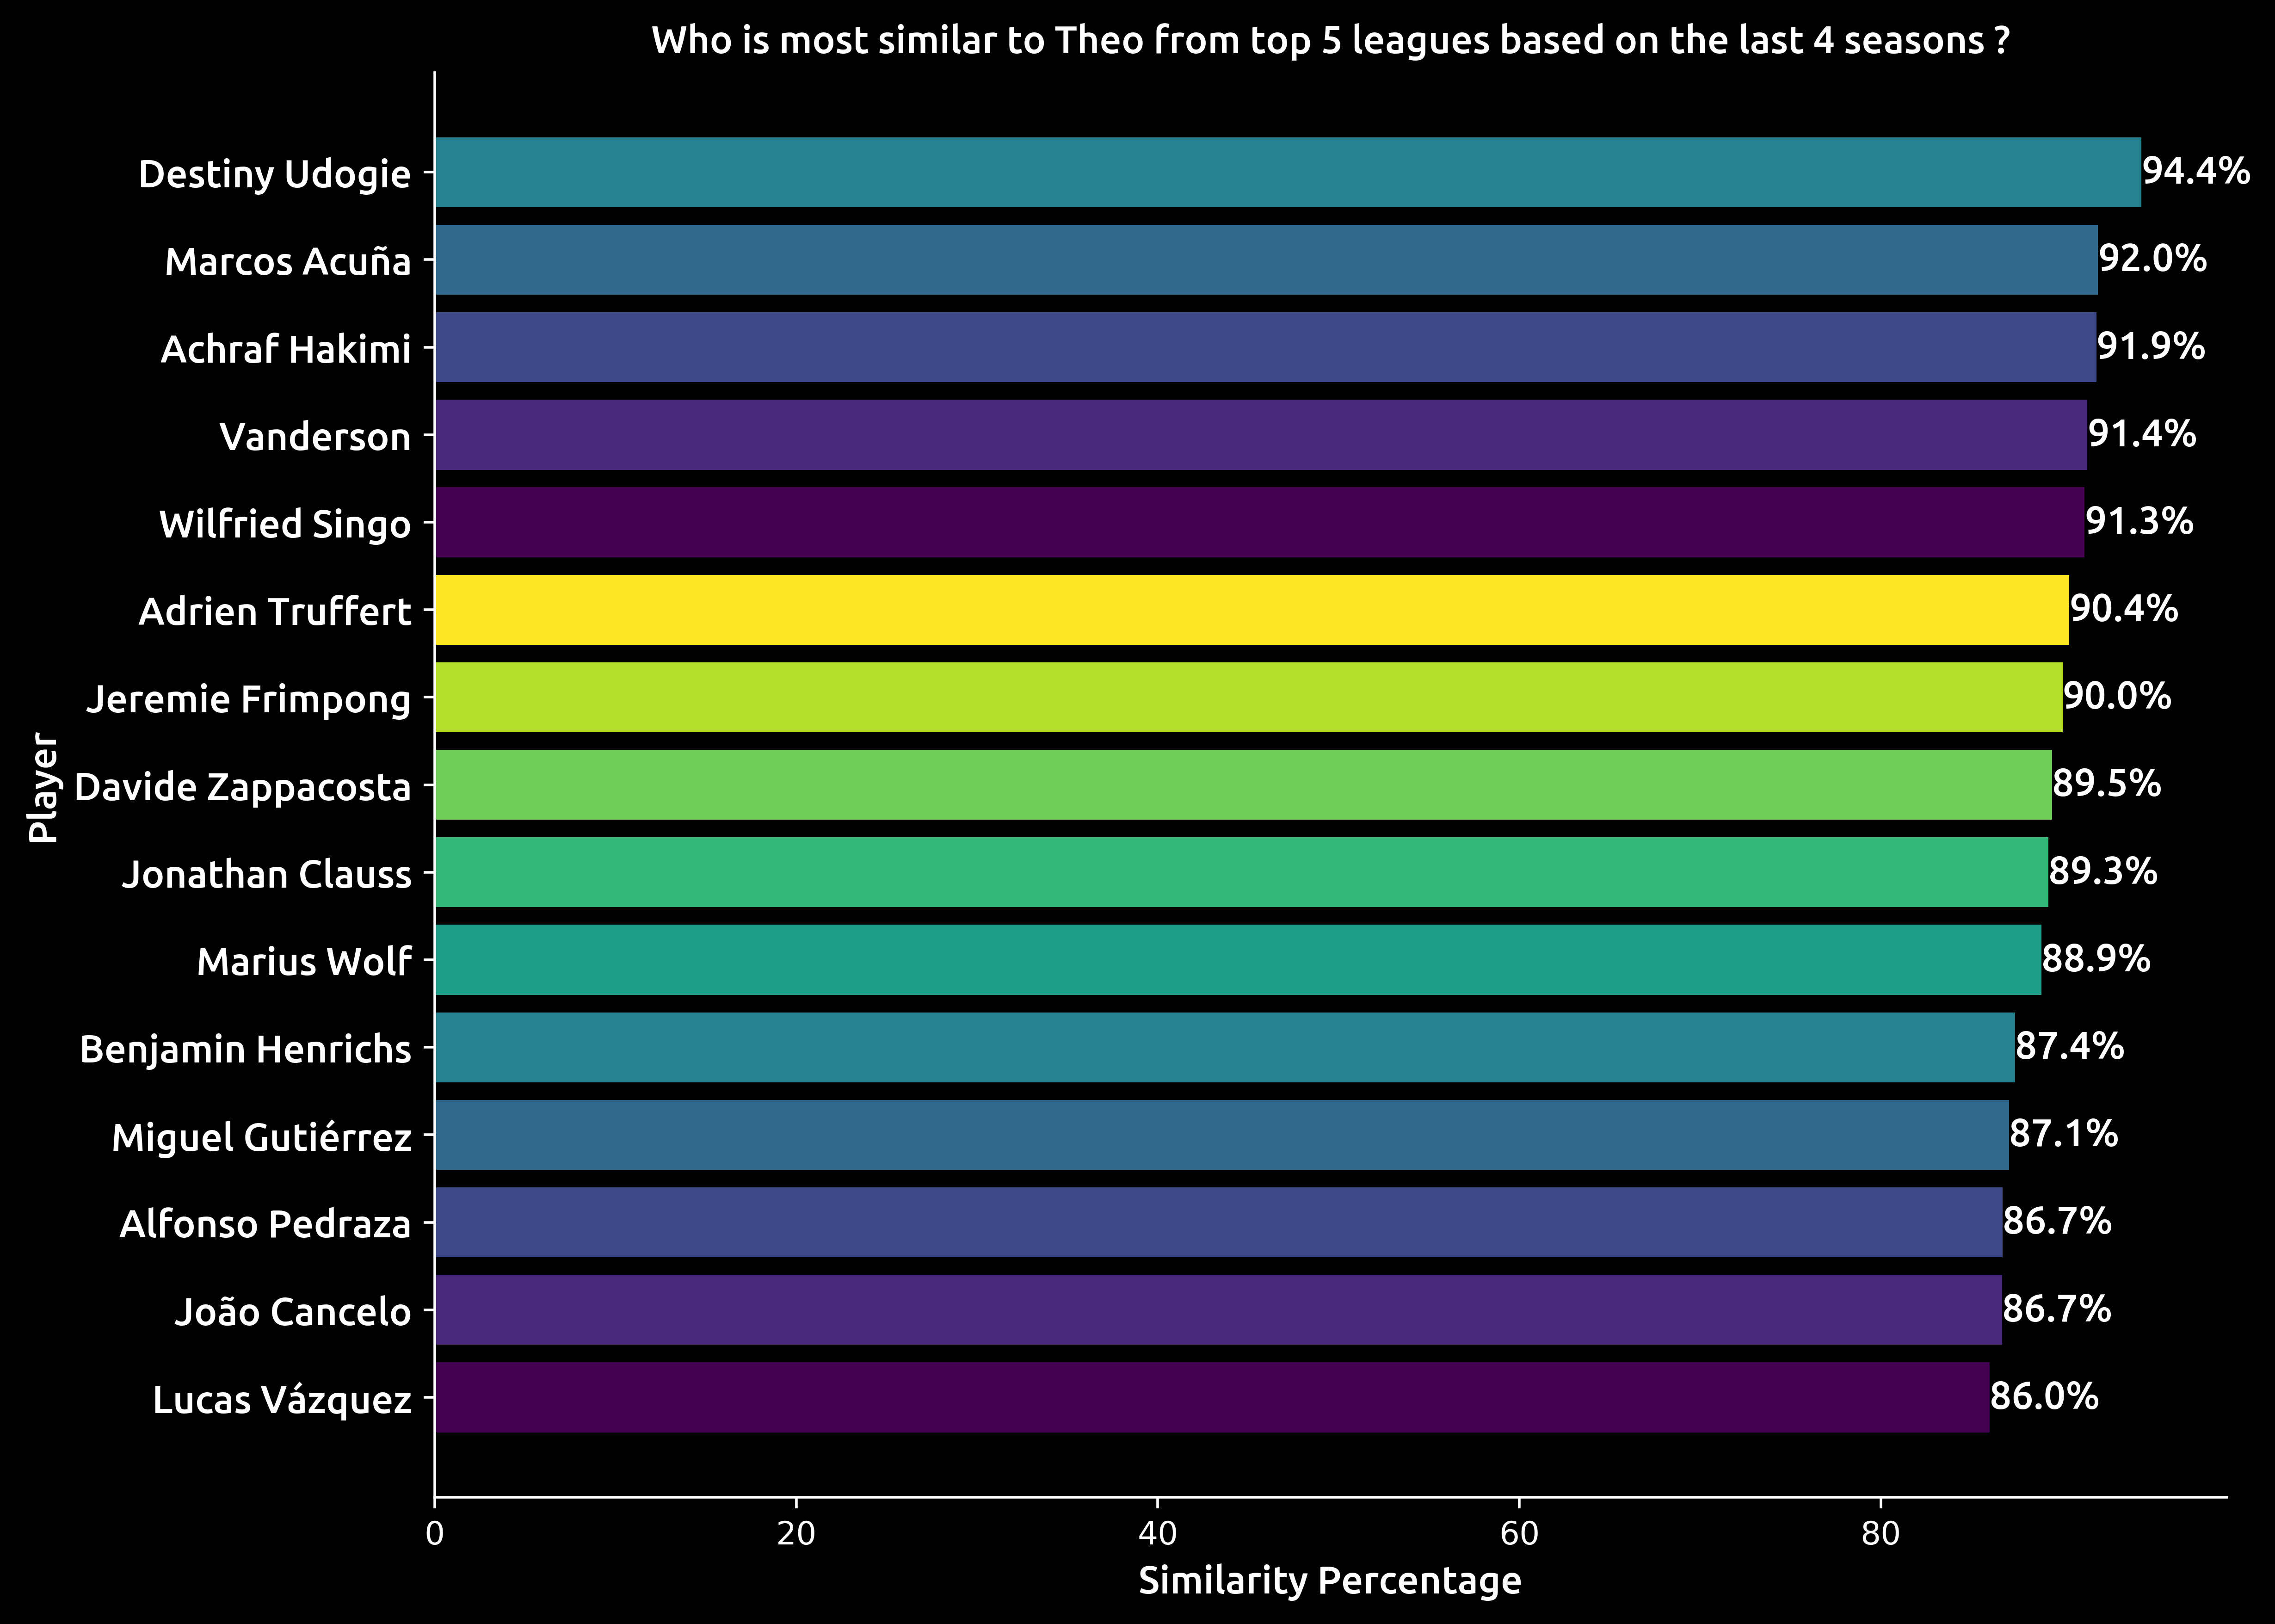 Who is most similar to Theo from top 5 leagues based on the last 4 seasons ?
Player
Destiny Udogie 94.4%
Marcos Acuña 92.0%
Achraf Hakimi 91.9%
Vanderson 91.4%
Wilfried Singo 91.3%
Adrien Truffert 90.4%
Jeremie Frimpong 90.0%
Davide Zappacosta 89.5%
Jonathan Clauss 89.3%
Marius Wolf 88.9%
Benjamin Henrichs 87.4%
Miguel Gutiérrez 87.1%
Alfonso Pedraza 86.7%
João Cancelo 86.7%
Lucas Vázquez 86.0%
0 20 40 60 80
Similarity Percentage